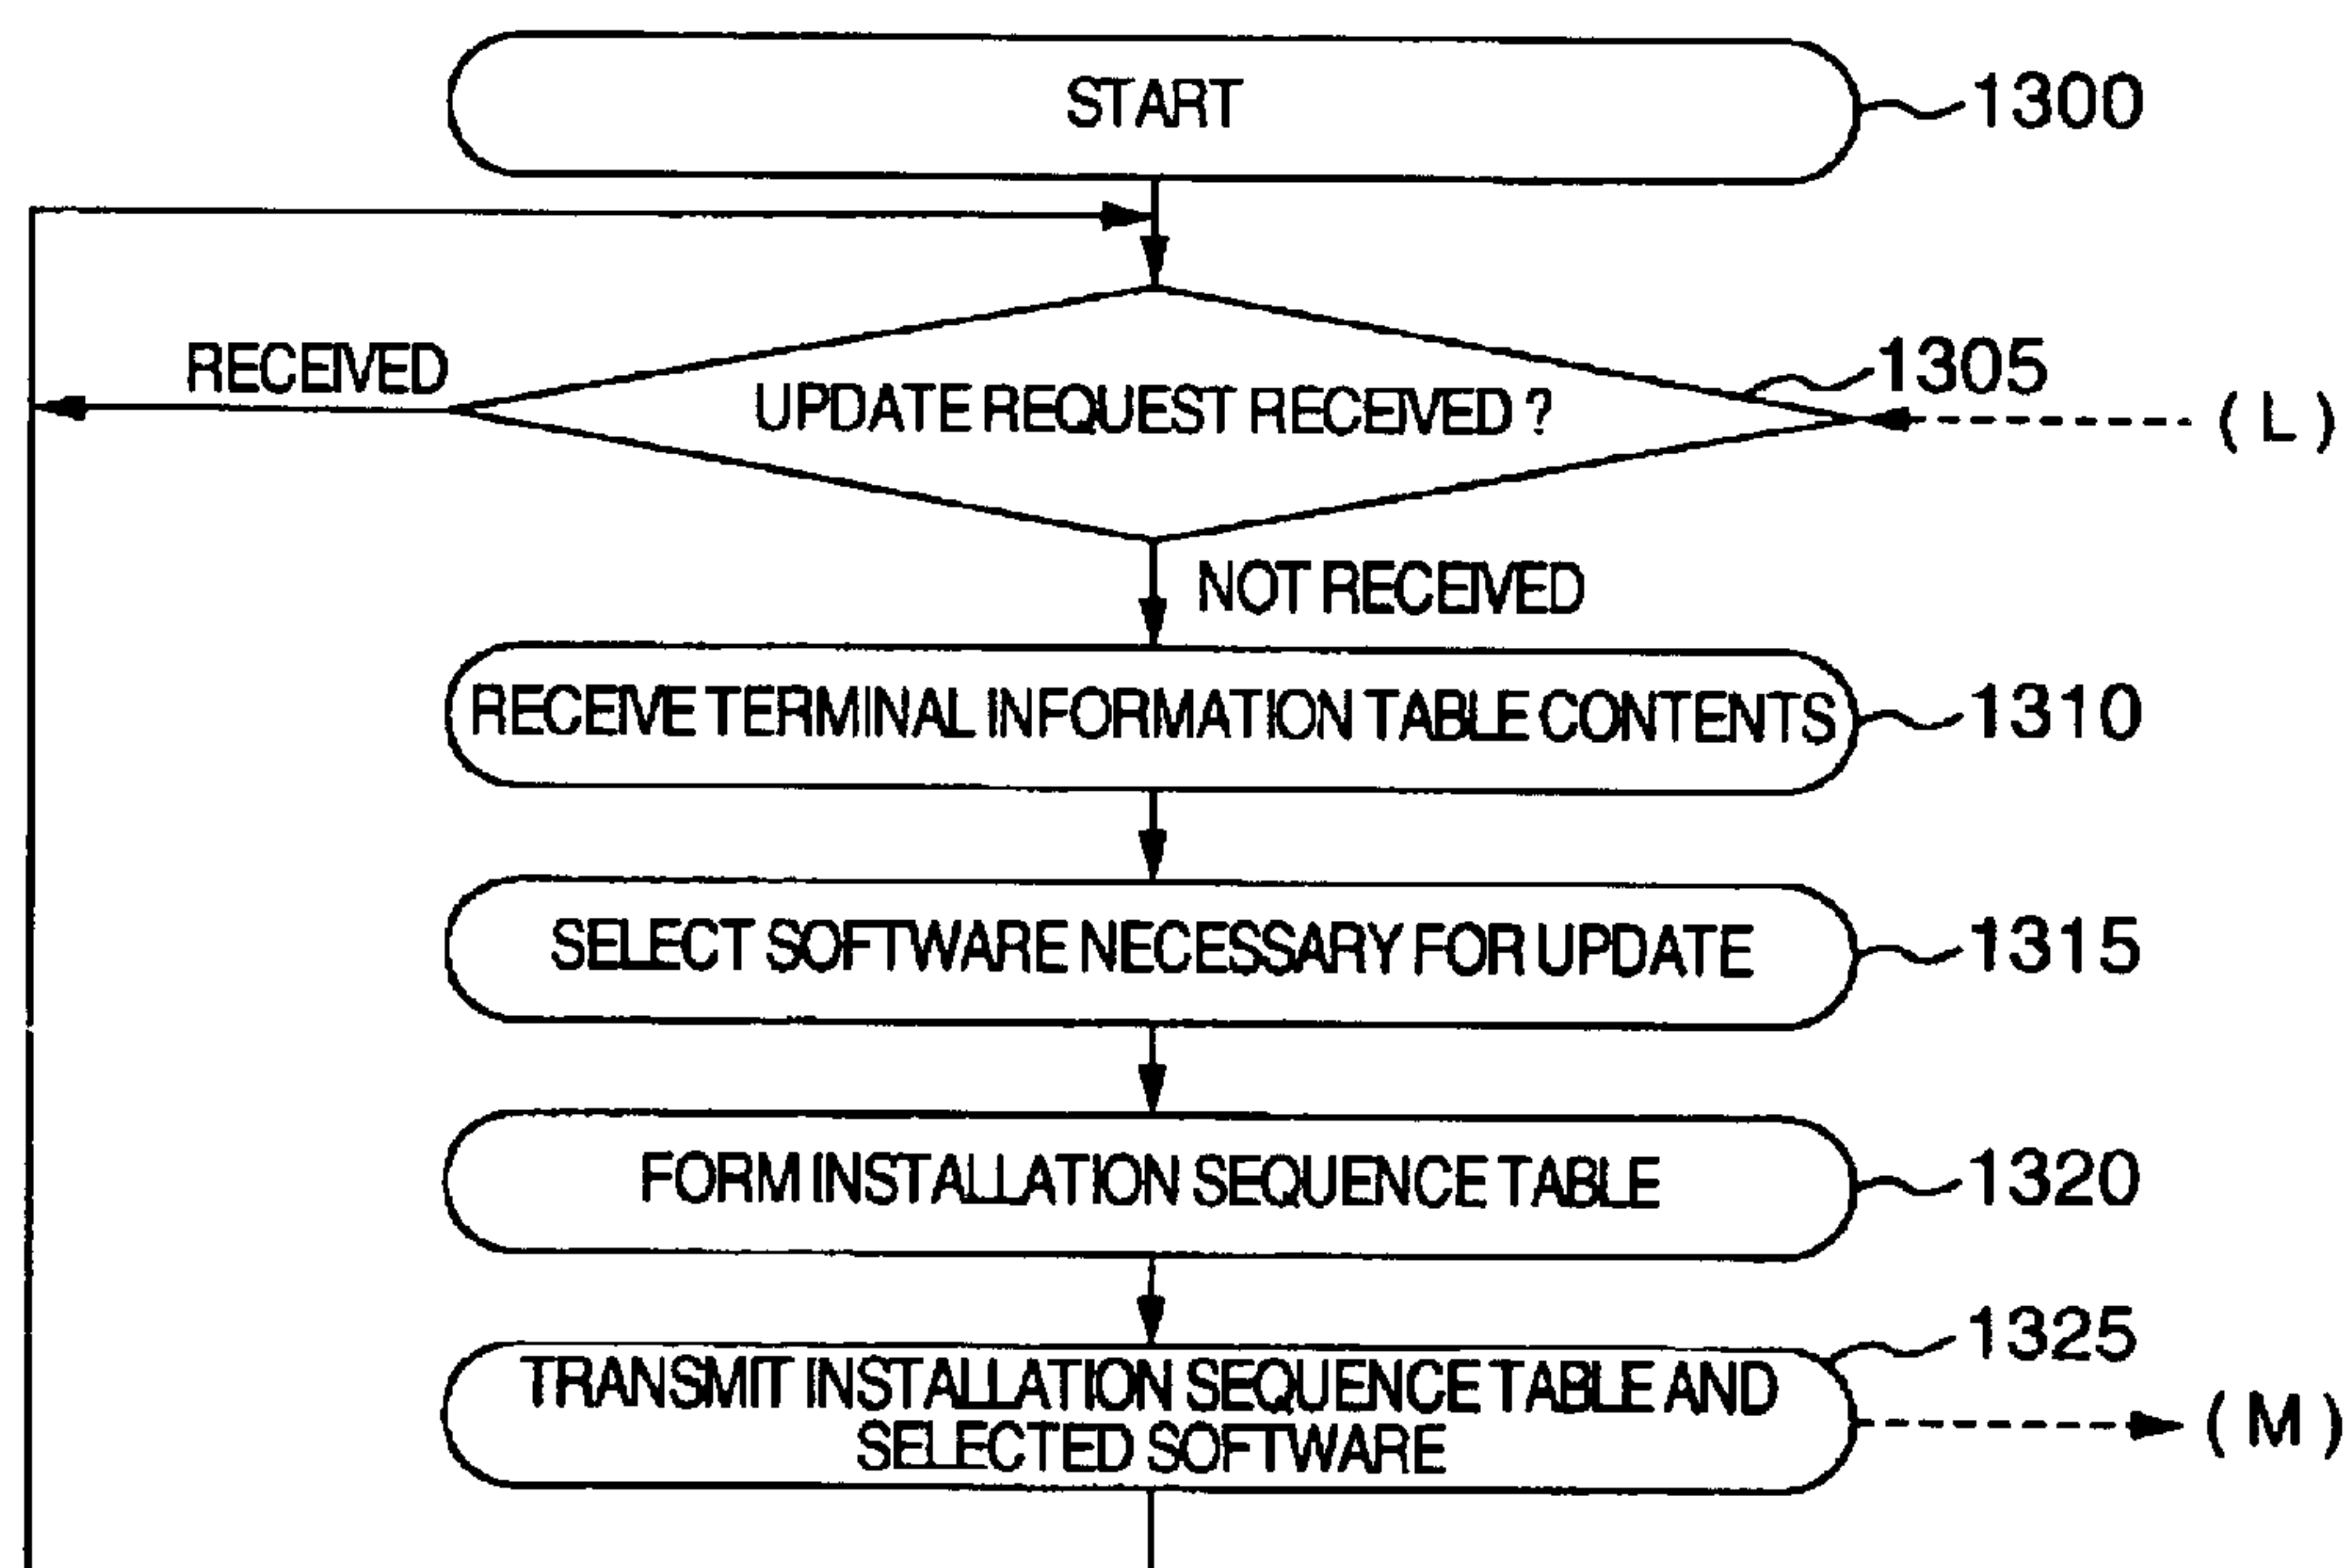 START
1300
RECEIVED
UPDATE REQUEST RECEIVED ?
1305
( L )
NOT RECEIVED
RECEIVE TERMINAL INFORMATION TABLE CONTENTS
1310
SELECT SOFTWARE NECESSARY FOR UPDATE
1315
FORM INSTALLATION SEQUENCE TABLE
1320
1325
TRANSMIT INSTALLATION SEQUENCE TABLE AND
SELECTED SOFTWARE
( M )